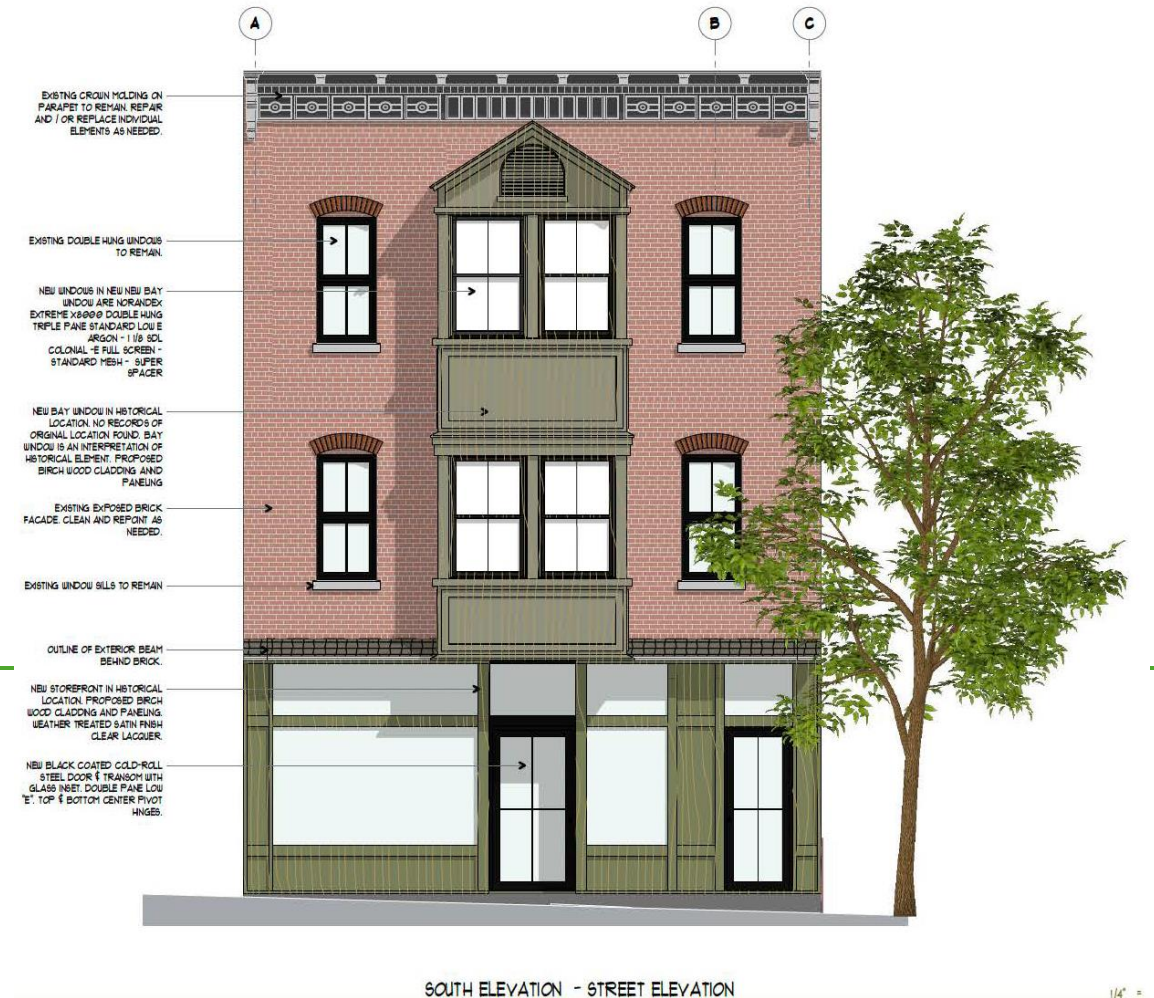 A
B
C
EXISTNG CROWN MOLDING ON
PARAPET TO REMAIN. REPAIR
AND / OR REPLACE INDIVIDUAL
ELEMENTS AS NEEDED.
EXISTING DOUBLE HUNG WINDOWS
TO REMAIN.
NEW WINDOWS IN NEW NEW BAY
WINDOW ARE NORANDEX
EXTREME X8000 DOUBLE HUNG
TRIPLE PANE STANDARD LOW E
ARGON - 1 1/8 SDL
COLONIAL -E FULL SCREEN -
STANDARD MESH - SUPER
SPACER
NEW BAY WINDOW IN HISTORICAL
LOCATION. NO RECORDS OF
ORIGINAL LOCATION FOUND. BAY
WINDOW IS AN INTERPRETATION OF
HISTORICAL ELEMENT. PROPOSED
BIRCH WOOD CLADDING ANND
PANELING
EXISTING EXPOSED BRICK
FACADE. CLEAN AND REPOINT AS
NEEDED.
EXISTING WINDOW SILLS TO REMAIN
OUTLINE OF EXTERIOR BEAM
BEHIND BRICK.
NEW STOREFRONT IN HISTORICAL
LOCATION. PROPOSED BIRCH
WOOD CLADDING AND PANELING.
WEATHER TREATED SATIN FINISH
CLEAR LACQUER.
NEW BLACK COATED COLD-ROLL
STEEL DOOR & TRANSOM WITH
GLASS INSET. DOUBLE PANE LOW
"E". TOP & BOTTOM CENTER PIVOT
HINGES.
SOUTH ELEVATION - STREET ELEVATION
1/4" =